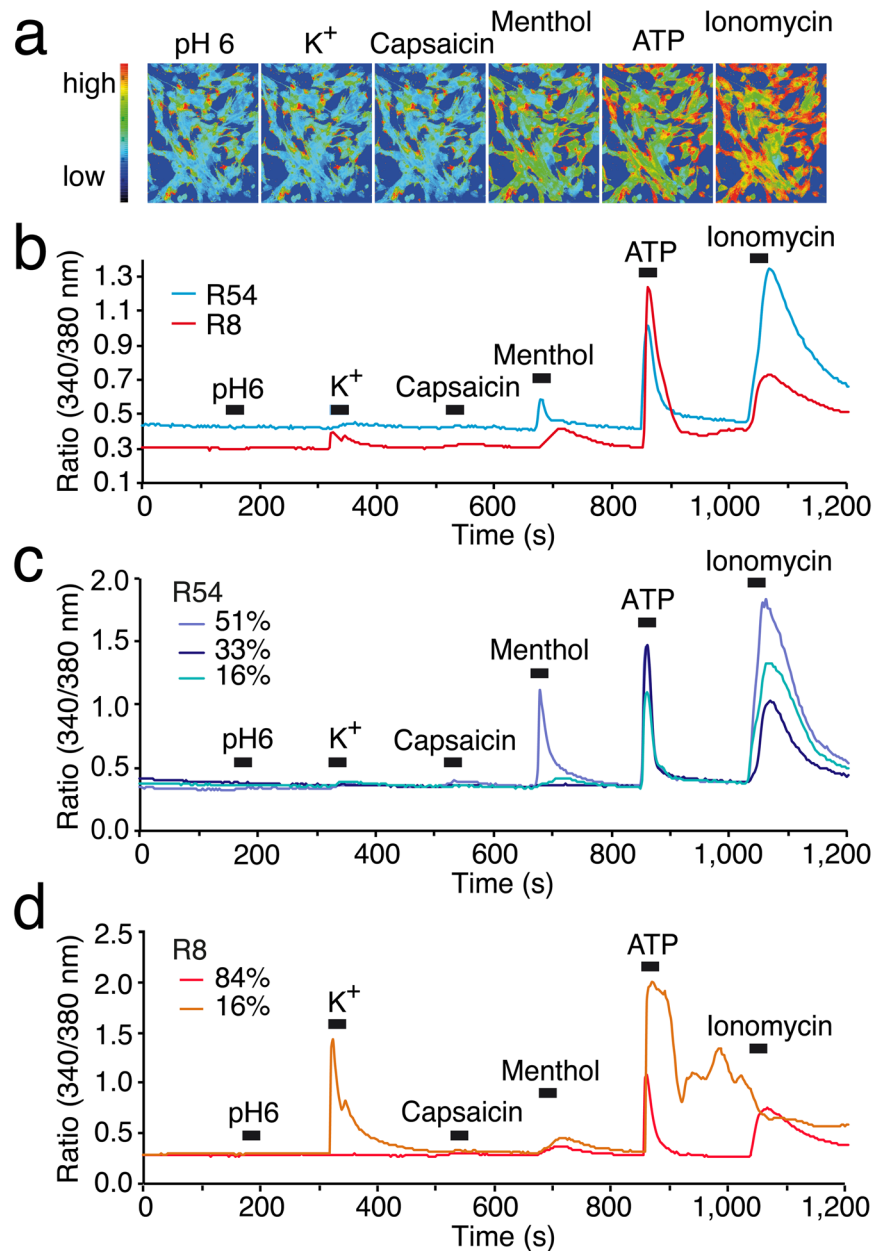 a
pH 6 K+ Capsaicin Menthol ATP Ionomycin
high
low
b
Ratio (340/380 nm)
1.3
1.1
0.9
0.7
0.5
0.3
0.1
R54
R8
pH6 K+ Capsaicin Menthol ATP Ionomycin
0 200 400 600 800 1,000 1,200
Time (s)
c
Ratio (340/380 nm)
2.0
1.5
1.0
0.5
0.0
R54
51%
33%
16%
pH6 K+ Capsaicin Menthol ATP Ionomycin
0 200 400 600 800 1,000 1,200
Time (s)
d
Ratio (340/380 nm)
2.5
2.0
1.5
1.0
0.5
0.0
R8
84%
16%
pH6 K+ Capsaicin Menthol ATP Ionomycin
0 200 400 600 800 1,000 1,200
Time (s)